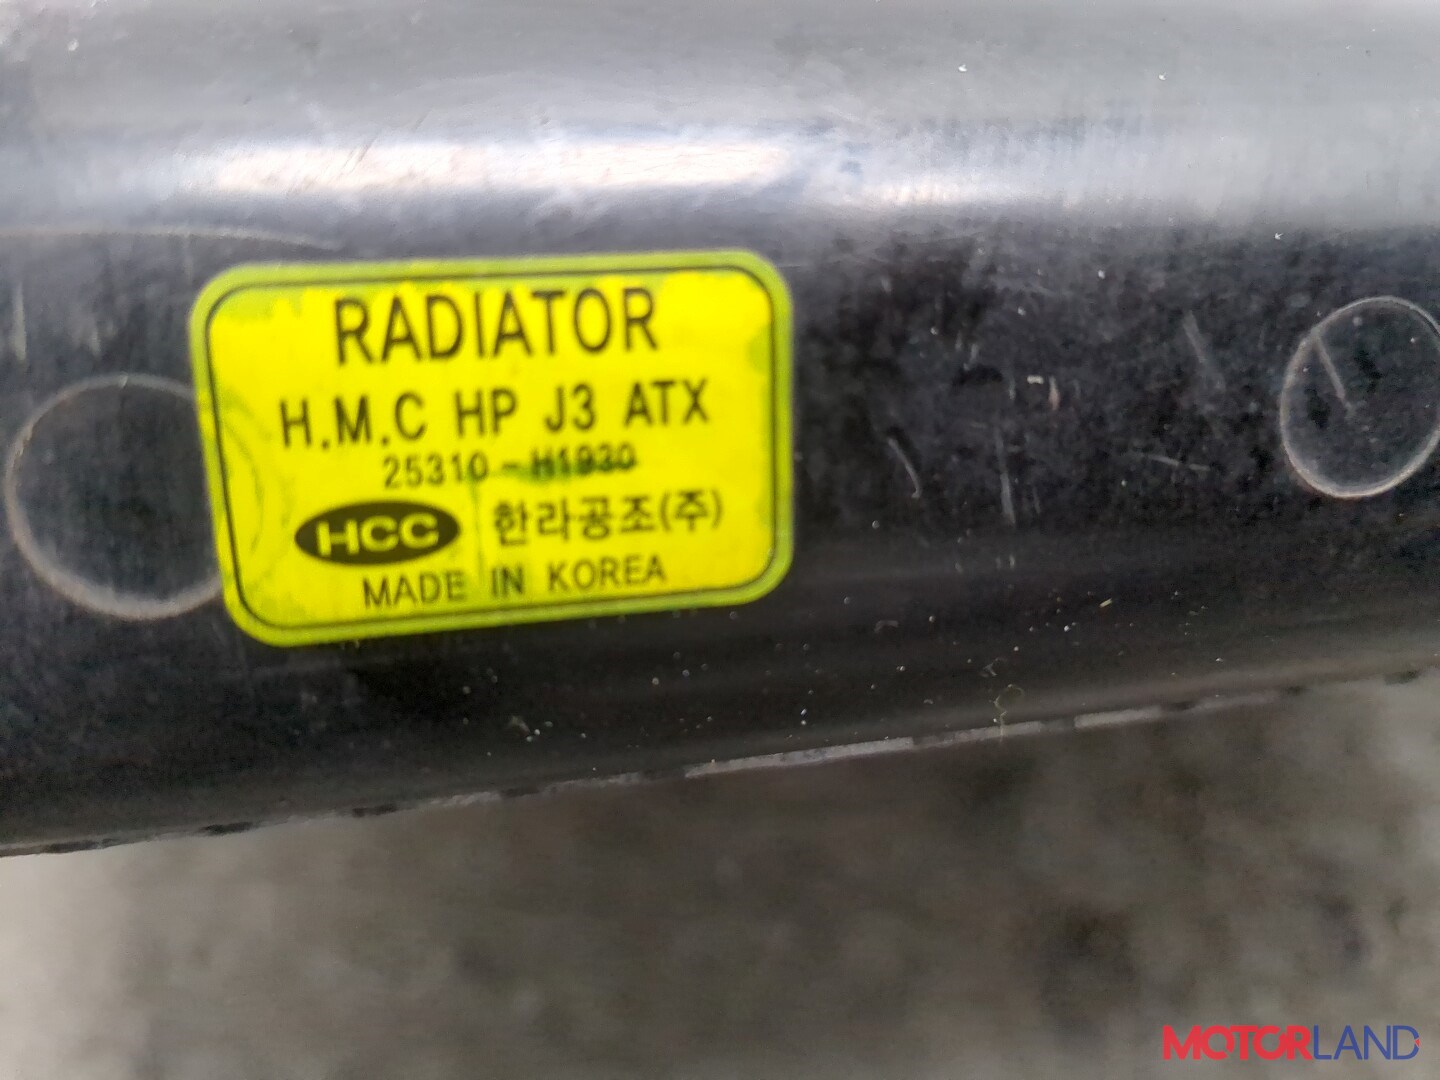 RADIATOR
H.M.C HP J3 ATX
25310-H1930
HCC 한라공조(주)
MADE IN KOREA
MOTORLAND